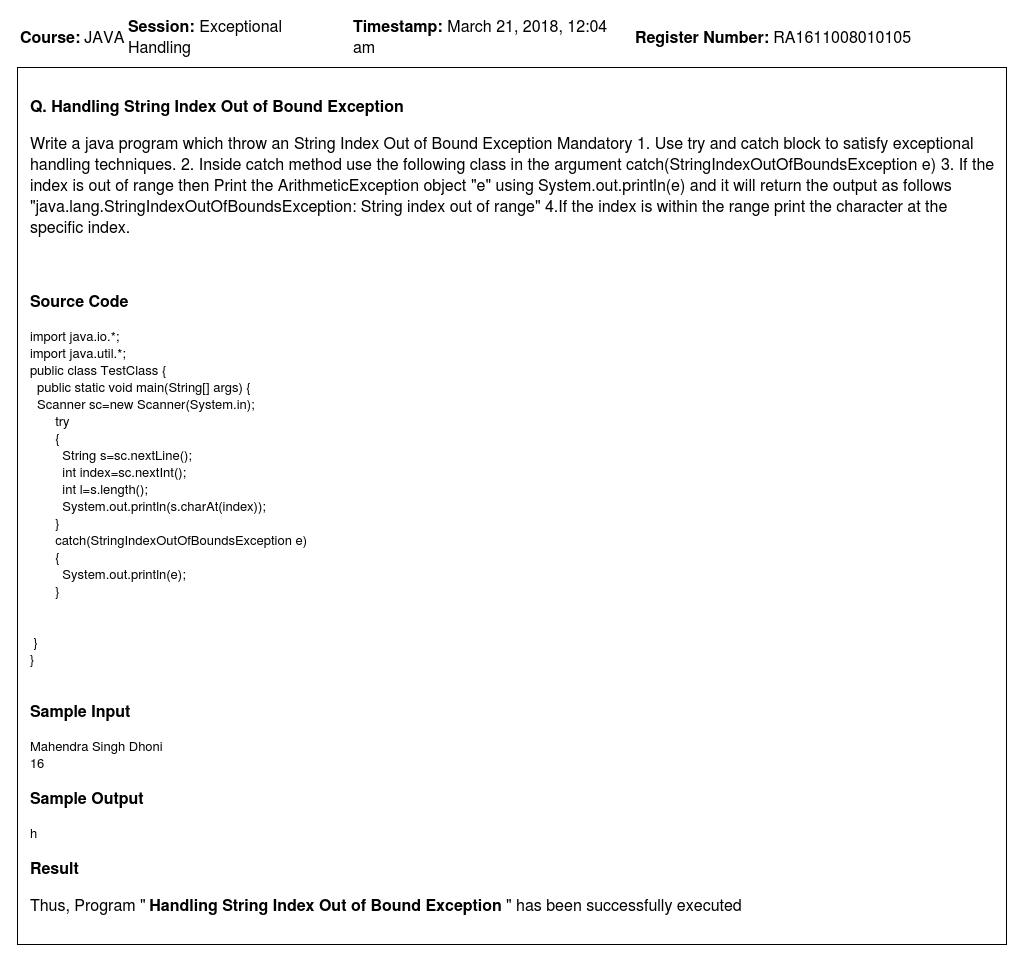 Course: JAVA Session: Exceptional Handling Timestamp: March 21, 2018, 12:04 am Register Number: RA1611008010105
Q. Handling String Index Out of Bound Exception
Write a java program which throw an String Index Out of Bound Exception Mandatory 1. Use try and catch block to satisfy exceptional
handling techniques. 2. Inside catch method use the following class in the argument catch(StringIndexOutOfBoundsException e) 3. If the
index is out of range then Print the ArithmeticException object "e" using System.out.println(e) and it will return the output as follows
"java.lang.StringIndexOutOfBoundsException: String index out of range" 4.If the index is within the range print the character at the
specific index.
Source Code
import java.io.*;
import java.util.*;
public class TestClass {
public static void main(String[] args) {
Scanner sc=new Scanner(System.in);
try
{
String s=sc.nextLine();
int index=sc.nextInt();
int l=s.length();
System.out.println(s.charAt(index));
}
catch(StringIndexOutOfBoundsException e)
{
System.out.println(e);
}
}
}
Sample Input
Mahendra Singh Dhoni
16
Sample Output
h
Result
Thus, Program " Handling String Index Out of Bound Exception " has been successfully executed